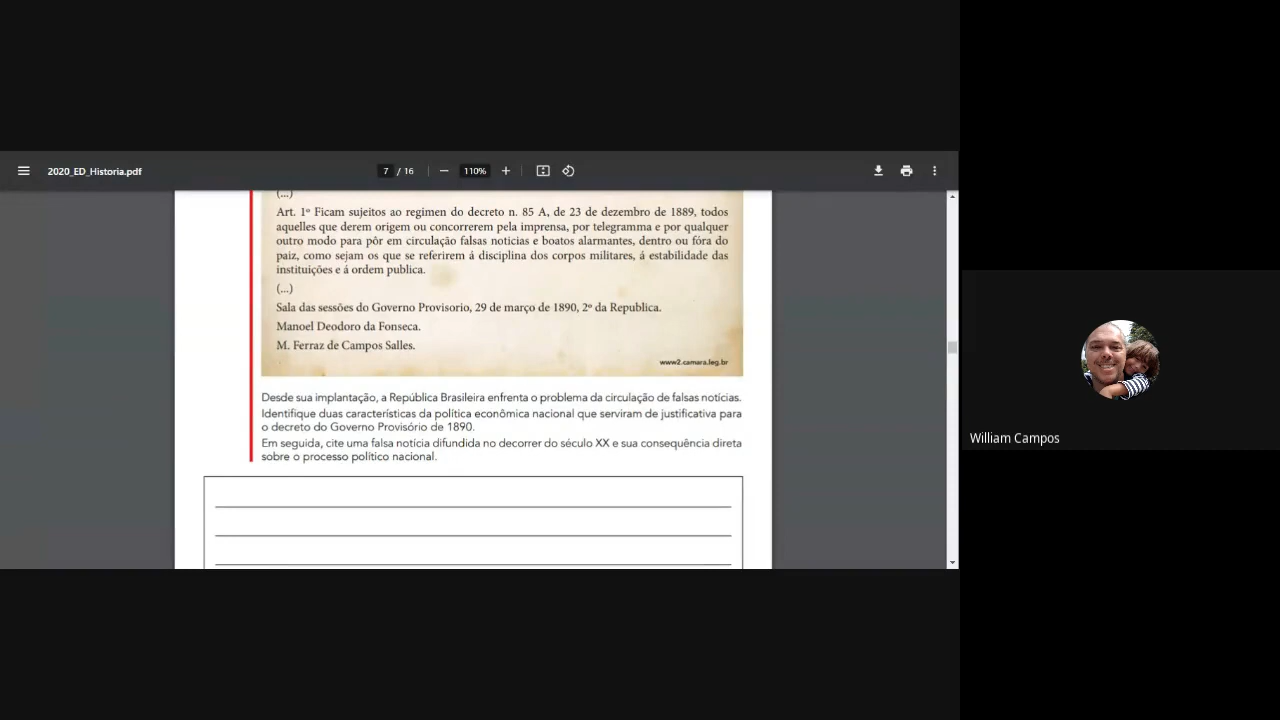 2020_ED_Historia.pdf
7 / 16
110%
(...)
Art. 1º Ficam sujeitos ao regimen do decreto n. 85 A, de 23 de dezembro de 1889, todos
aquelles que derem origem ou concorrerem pela imprensa, por telegramma e por qualquer
outro modo para pôr em circulação falsas noticias e boatos alarmantes, dentro ou fóra do
paiz, como sejam os que se referirem á disciplina dos corpos militares, á estabilidade das
instituições e á ordem publica.
(...)
Sala das sessões do Governo Provisorio, 29 de março de 1890, 2º da Republica.
Manoel Deodoro da Fonseca.
M. Ferraz de Campos Salles.
www2.camara.leg.br
Desde sua implantação, a República Brasileira enfrenta o problema da circulação de falsas notícias.
Identifique duas características da política econômica nacional que serviram de justificativa para
o decreto do Governo Provisório de 1890.
Em seguida, cite uma falsa notícia difundida no decorrer do século XX e sua consequência direta
sobre o processo político nacional.
William Campos